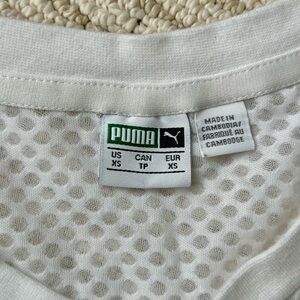 PUMA
US CAN EUR
XS TP XS
MADE IN
CAMBODIA/
FABRIQUÉ AU
CAMBODGE